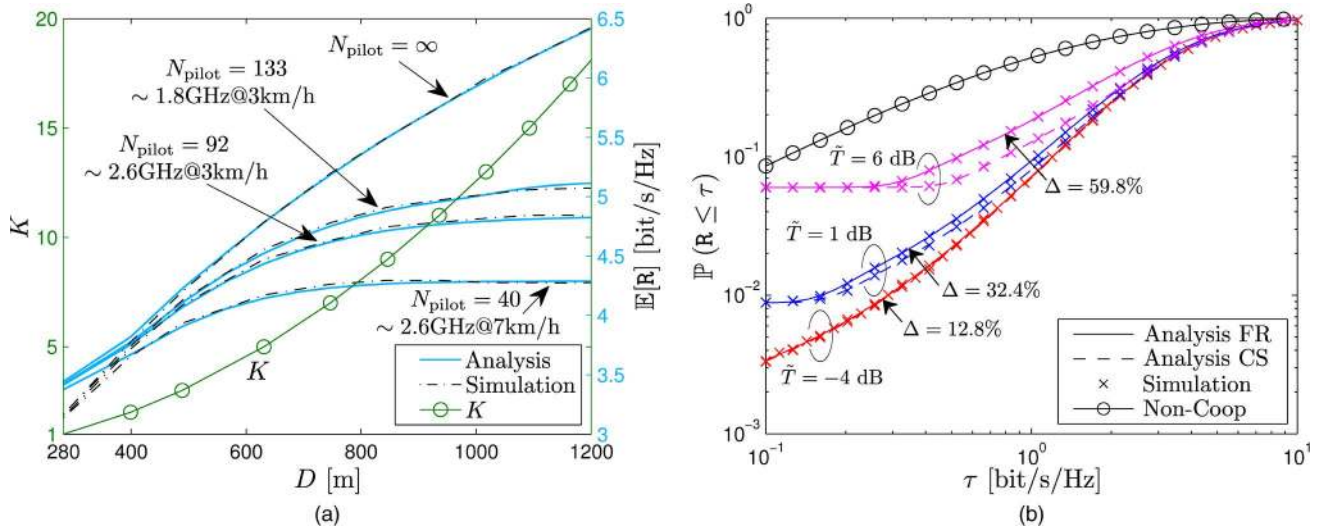 20
K
15
10
5
1
280
400
600
800
1000
1200
D [m]
6.5
6
5.5
5
4.5
4
3.5
3
𝔼[R] [bit/s/Hz]
N_pilot = ∞
N_pilot = 133
∼ 1.8GHz@3km/h
N_pilot = 92
∼ 2.6GHz@3km/h
N_pilot = 40
∼ 2.6GHz@7km/h
K
Analysis
Simulation
K
(a)
10^0
10^−1
10^−2
10^−3
ℙ (R ≤ τ)
10^−1
10^0
10^1
τ [bit/s/Hz]
T̃ = 6 dB
Δ = 59.8%
T̃ = 1 dB
Δ = 32.4%
Δ = 12.8%
T̃ = −4 dB
Analysis FR
Analysis CS
Simulation
Non-Coop
(b)